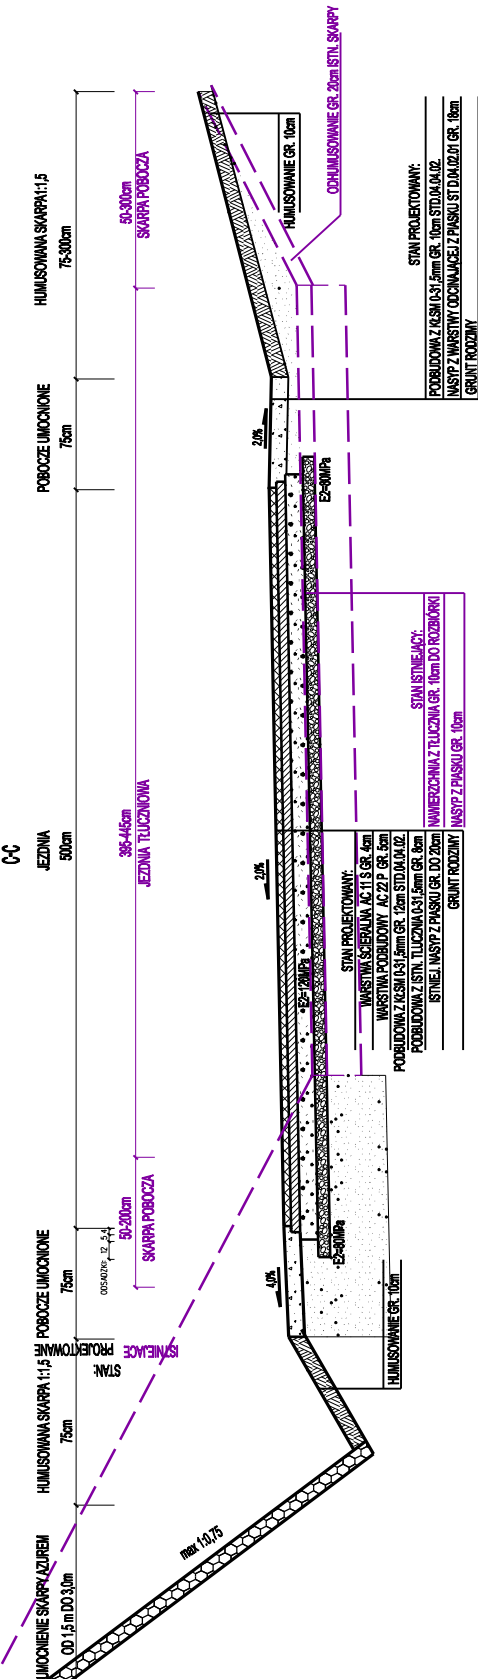 C-C
UMOCNIENIE SKARPY AŻUREM
OD 1,5 m DO 3,0m
HUMUSOWANA SKARPA 1:1,5
75cm
POBOCZE UMOCNIONE
75cm
JEZDNIA
500cm
POBOCZE UMOCNIONE
75cm
HUMUSOWANA SKARPA1:1,5
75-300cm
STAN:
PROJEKTOWANE
ISTNIEJĄCE
ODSADZKI: 12 5 4
50-200cm
SKARPA POBOCZA
395-445cm
JEZDNIA TŁUCZNIOWA
50-300cm
SKARPA POBOCZA
max 1:0,75
4,0%
2,0%
2,0%
E2=80MPa
E2=120MPa
E2=80MPa
HUMUSOWANIE GR. 10cm
HUMUSOWANIE GR. 10cm
ODHUMUSOWANIE GR. 20cm ISTN. SKARPY
STAN PROJEKTOWANY:
WARSTWA ŚCIERALNA AC 11 S GR. 4cm
WARSTWA PODBUDOWY AC 22 P GR. 5cm
PODBUDOWA Z KŁSM 0-31,5mm GR. 12cm STD.04.04.02.
PODBUDOWA Z ISTN. TŁUCZNIA 0-31,5mm GR. 8cm
ISTNIEJ. NASYP Z PIASKU GR. DO 20cm
GRUNT RODZIMY
STAN ISTNIEJĄCY:
NAWIERZCHNIA Z TŁUCZNIA GR. 10cm DO ROZBIÓRKI
NASYP Z PIASKU GR. 10cm
STAN PROJEKTOWANY:
PODBUDOWA Z KŁSM 0-31,5mm GR. 10cm STD.04.04.02.
NASYP Z WARSTWY ODCINAJĄCEJ Z PIASKU ST D.04.02.01 GR. 18cm
GRUNT RODZIMY